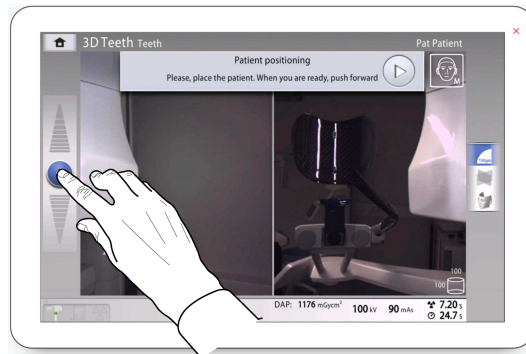 3D Teeth Teeth
Pat Patient
Patient positioning
Please, place the patient. When you are ready, push forward
M
100µm
100
100
DAP: 1176 mGycm²
100 kV
90 mAs
7.20 s
24.7 s